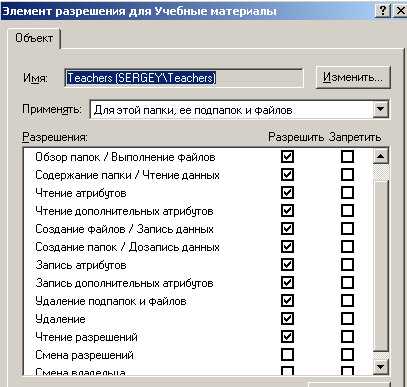 Элемент разрешения для Учебные материалы
Объект
Имя: Teachers (SERGEY\Teachers) Изменить...
Применять: Для этой папки, ее подпапок и файлов
Разрешения: Разрешить Запретить
Обзор папок / Выполнение файлов
Содержание папки / Чтение данных
Чтение атрибутов
Чтение дополнительных атрибутов
Создание файлов / Запись данных
Создание папок / Дозапись данных
Запись атрибутов
Запись дополнительных атрибутов
Удаление подпапок и файлов
Удаление
Чтение разрешений
Смена разрешений
Смена владельца